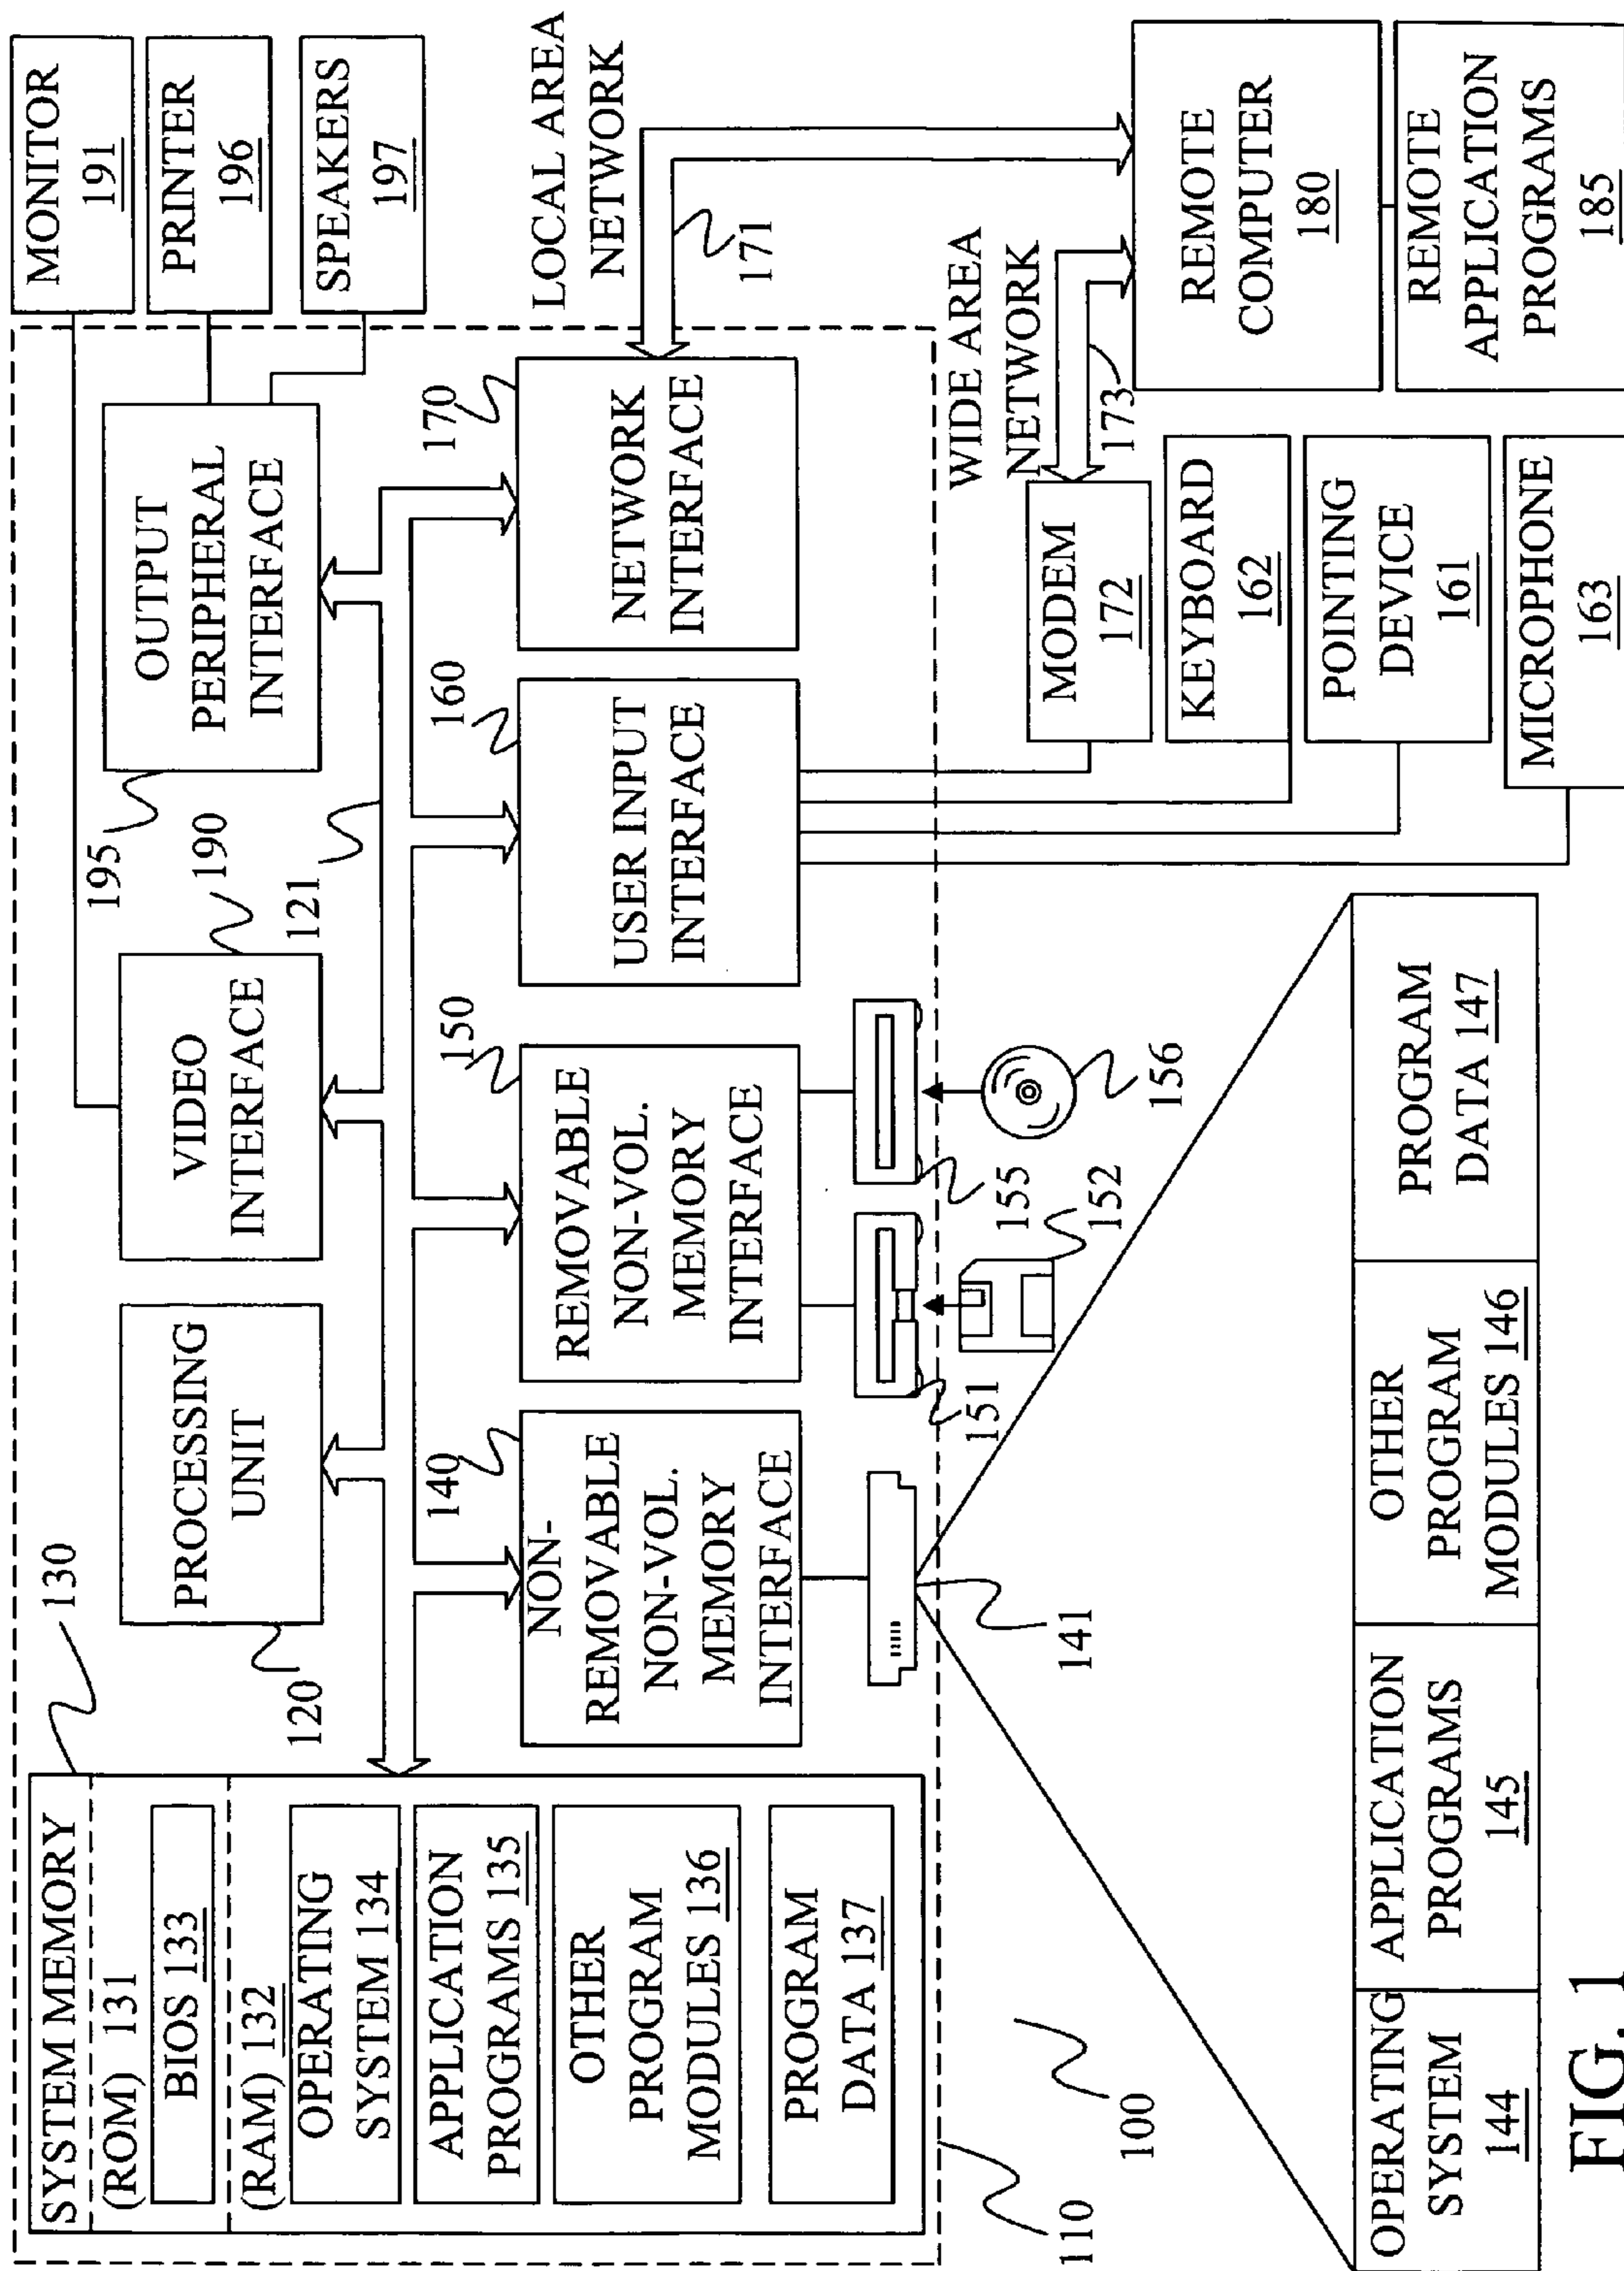 SYSTEM MEMORY
(ROM) 131
BIOS 133
(RAM) 132
OPERATING
SYSTEM 134
APPLICATION
PROGRAMS 135
OTHER
PROGRAM
MODULES 136
PROGRAM
DATA 137
130
120
PROCESSING
UNIT
VIDEO
INTERFACE
190
195
121
OUTPUT
PERIPHERAL
INTERFACE
MONITOR
191
PRINTER
196
SPEAKERS
197
140
NON-
REMOVABLE
NON-VOL.
MEMORY
INTERFACE
150
REMOVABLE
NON-VOL.
MEMORY
INTERFACE
160
USER INPUT
INTERFACE
170
NETWORK
INTERFACE
LOCAL AREA
NETWORK
171
141
151
152
155
156
WIDE AREA
NETWORK
173
MODEM
172
KEYBOARD
162
POINTING
DEVICE
161
MICROPHONE
163
REMOTE
COMPUTER
180
REMOTE
APPLICATION
PROGRAMS
185
110
100
OPERATING
SYSTEM
144
APPLICATION
PROGRAMS
145
OTHER
PROGRAM
MODULES 146
PROGRAM
DATA 147
FIG. 1